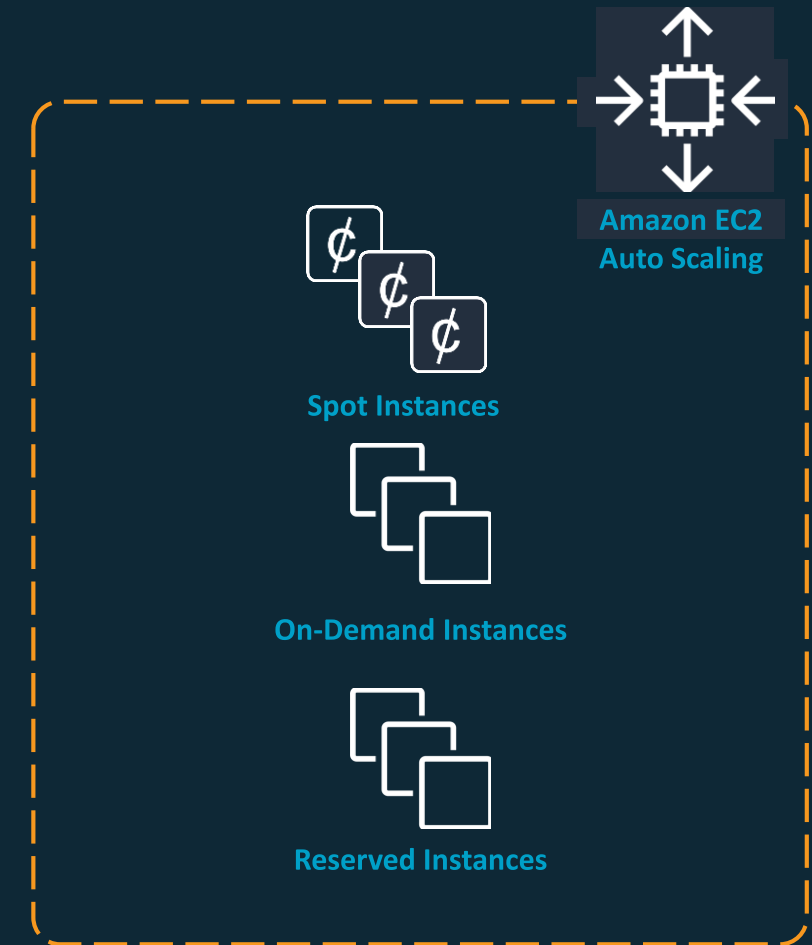 Amazon EC2
Auto Scaling
¢
¢
¢
Spot Instances
On-Demand Instances
Reserved Instances